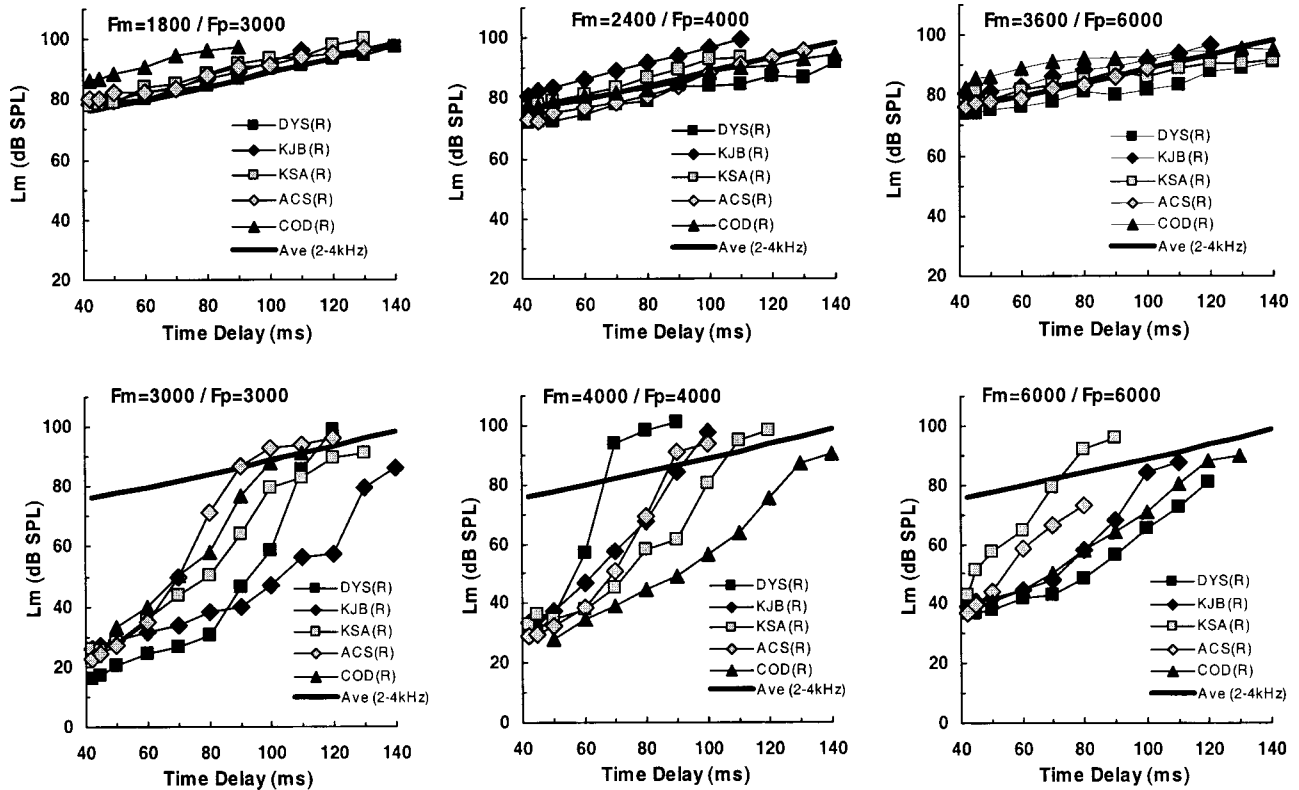 Fm=1800 / Fp=3000
Lm (dB SPL)
100
80
60
40
20
DYS(R)
KJB(R)
KSA(R)
ACS(R)
COD(R)
Ave (2-4kHz)
40 60 80 100 120 140
Time Delay (ms)
Fm=2400 / Fp=4000
Lm (dB SPL)
100
80
60
40
20
DYS(R)
KJB(R)
KSA(R)
ACS(R)
COD(R)
Ave (2-4kHz)
40 60 80 100 120 140
Time Delay (ms)
Fm=3600 / Fp=6000
Lm (dB SPL)
100
80
60
40
20
DYS(R)
KJB(R)
KSA(R)
ACS(R)
COD(R)
Ave (2-4kHz)
40 60 80 100 120 140
Time Delay (ms)
Fm=3000 / Fp=3000
Lm (dB SPL)
100
80
60
40
20
0
DYS(R)
KJB(R)
KSA(R)
ACS(R)
COD(R)
Ave (2-4kHz)
40 60 80 100 120 140
Time Delay (ms)
Fm=4000 / Fp=4000
Lm (dB SPL)
100
80
60
40
20
0
DYS(R)
KJB(R)
KSA(R)
ACS(R)
COD(R)
Ave (2-4kHz)
40 60 80 100 120 140
Time Delay (ms)
Fm=6000 / Fp=6000
Lm (dB SPL)
100
80
60
40
20
0
DYS(R)
KJB(R)
KSA(R)
ACS(R)
COD(R)
Ave (2-4kHz)
40 60 80 100 120 140
Time Delay (ms)